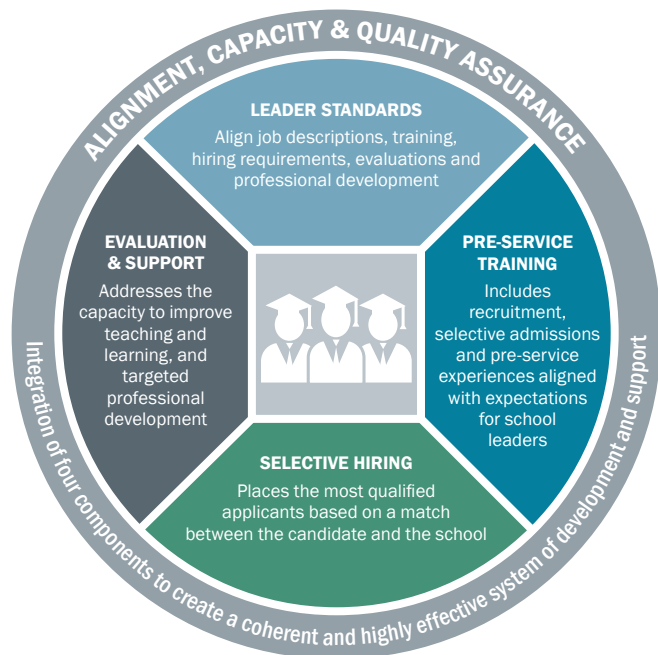 ALIGNMENT, CAPACITY & QUALITY ASSURANCE
LEADER STANDARDS
Align job descriptions, training,
hiring requirements, evaluations and
professional development
EVALUATION
& SUPPORT
Addresses the
capacity to improve
teaching and
learning, and
targeted
professional
development
PRE-SERVICE
TRAINING
Includes
recruitment,
selective admissions
and pre-service
experiences aligned
with expectations
for school
leaders
SELECTIVE HIRING
Places the most qualified
applicants based on a match
between the candidate and the school
Integration of four components to create a coherent and highly effective system of development and support